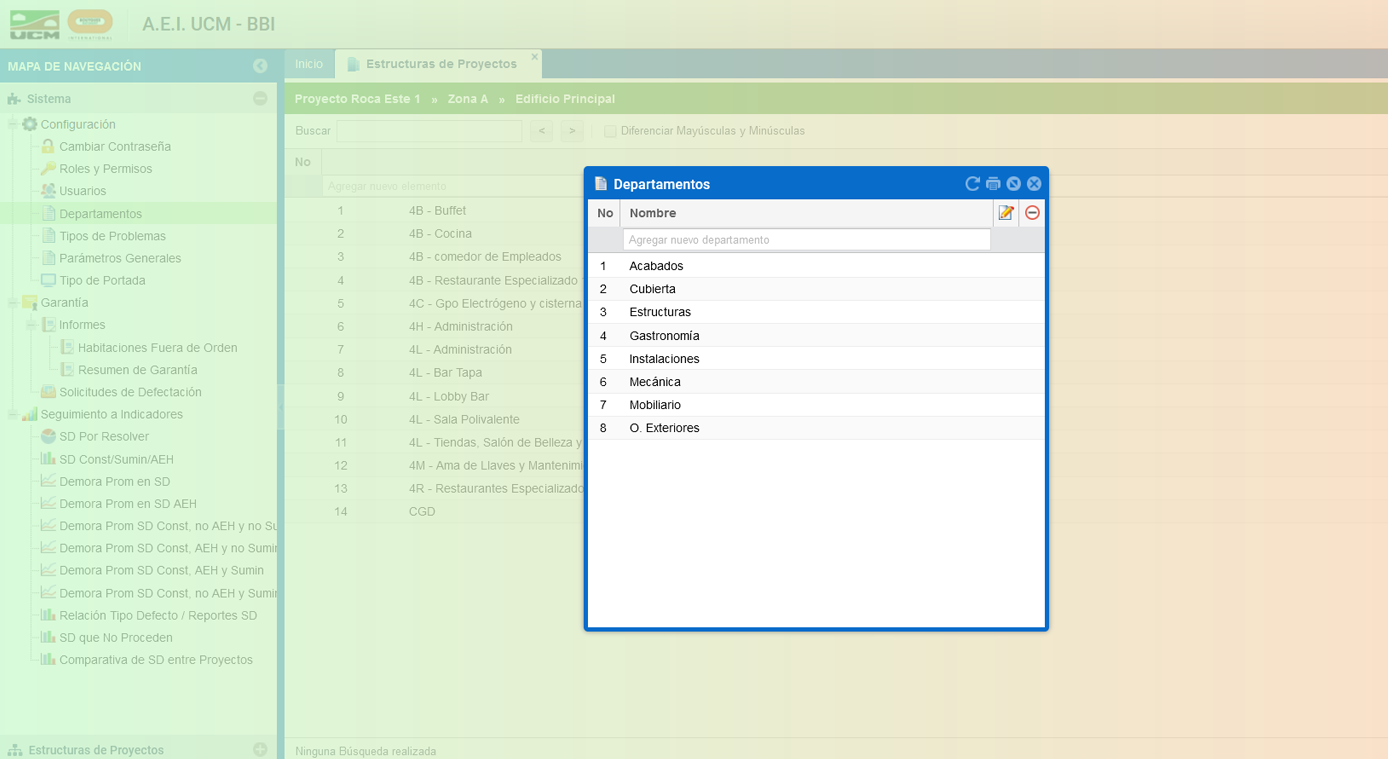 UCM
INTERNATIONAL
A.E.I. UCM - BBI
MAPA DE NAVEGACIÓN
Sistema
Configuración
Cambiar Contraseña
Roles y Permisos
Usuarios
Departamentos
Tipos de Problemas
Parámetros Generales
Tipo de Portada
Garantía
Informes
Habitaciones Fuera de Orden
Resumen de Garantía
Solicitudes de Defectación
Seguimiento a Indicadores
SD Por Resolver
SD Const/Sumin/AEH
Demora Prom en SD
Demora Prom en SD AEH
Demora Prom SD Const, no AEH y no Su
Demora Prom SD Const, AEH y no Sumin
Demora Prom SD Const, AEH y Sumin
Demora Prom SD Const, no AEH y Sumin
Relación Tipo Defecto / Reportes SD
SD que No Proceden
Comparativa de SD entre Proyectos
Estructuras de Proyectos
Inicio
Estructuras de Proyectos
Proyecto Roca Este 1 » Zona A » Edificio Principal
Buscar < > Diferenciar Mayúsculas y Minúsculas
No
Agregar nuevo elemento
1 4B - Buffet
2 4B - Cocina
3 4B - comedor de Empleados
4 4B - Restaurante Especializado
5 4C - Gpo Electrógeno y cisterna
6 4H - Administración
7 4L - Administración
8 4L - Bar Tapa
9 4L - Lobby Bar
10 4L - Sala Polivalente
11 4L - Tiendas, Salón de Belleza y
12 4M - Ama de Llaves y Mantenimi
13 4R - Restaurantes Especializado
14 CGD
Ninguna Búsqueda realizada
Departamentos
No Nombre
Agregar nuevo departamento
1 Acabados
2 Cubierta
3 Estructuras
4 Gastronomía
5 Instalaciones
6 Mecánica
7 Mobiliario
8 O. Exteriores